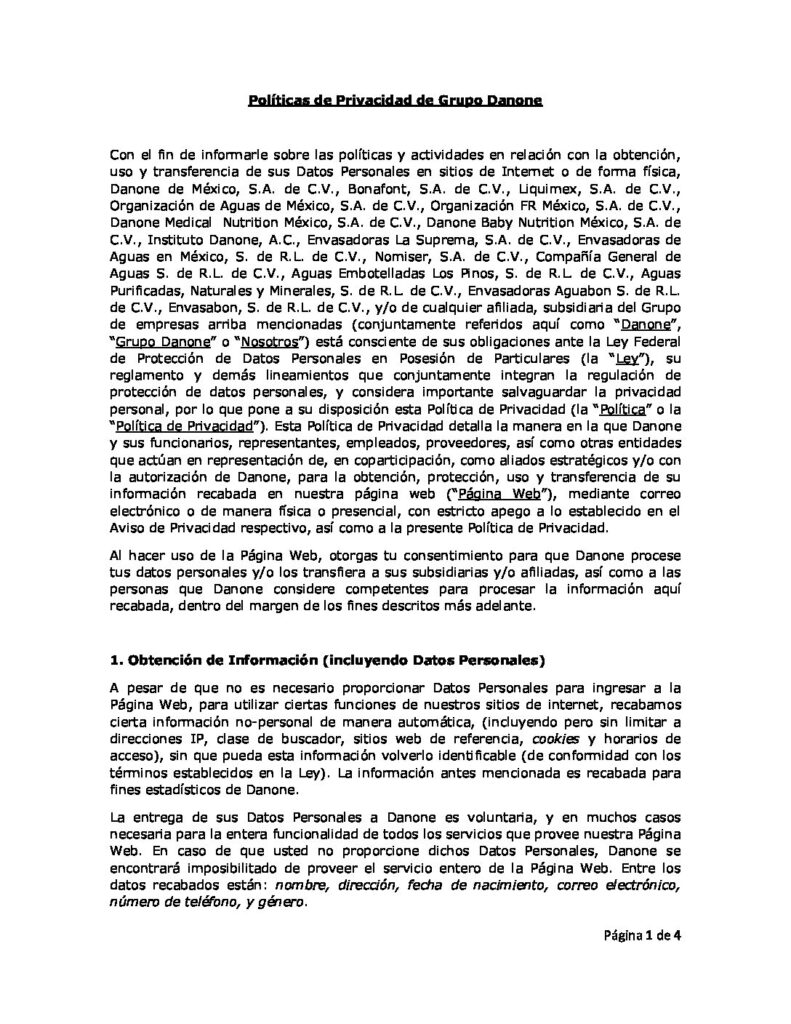 Políticas de Privacidad de Grupo Danone
Con el fin de informarle sobre las políticas y actividades en relación con la obtención,
uso y transferencia de sus Datos Personales en sitios de Internet o de forma física,
Danone de México, S.A. de C.V., Bonafont, S.A. de C.V., Liquimex, S.A. de C.V.,
Organización de Aguas de México, S.A. de C.V., Organización FR México, S.A. de C.V.,
Danone Medical Nutrition México, S.A. de C.V., Danone Baby Nutrition México, S.A. de
C.V., Instituto Danone, A.C., Envasadoras La Suprema, S.A. de C.V., Envasadoras de
Aguas en México, S. de R.L. de C.V., Nomiser, S.A. de C.V., Compañía General de
Aguas S. de R.L. de C.V., Aguas Embotelladas Los Pinos, S. de R.L. de C.V., Aguas
Purificadas, Naturales y Minerales, S. de R.L. de C.V., Envasadoras Aguabon S. de R.L.
de C.V., Envasabon, S. de R.L. de C.V., y/o de cualquier afiliada, subsidiaria del Grupo
de empresas arriba mencionadas (conjuntamente referidos aquí como “Danone”,
“Grupo Danone” o “Nosotros”) está consciente de sus obligaciones ante la Ley Federal
de Protección de Datos Personales en Posesión de Particulares (la “Ley”), su
reglamento y demás lineamientos que conjuntamente integran la regulación de
protección de datos personales, y considera importante salvaguardar la privacidad
personal, por lo que pone a su disposición esta Política de Privacidad (la “Política” o la
“Política de Privacidad”). Esta Política de Privacidad detalla la manera en la que Danone
y sus funcionarios, representantes, empleados, proveedores, así como otras entidades
que actúan en representación de, en coparticipación, como aliados estratégicos y/o con
la autorización de Danone, para la obtención, protección, uso y transferencia de su
información recabada en nuestra página web (“Página Web”), mediante correo
electrónico o de manera física o presencial, con estricto apego a lo establecido en el
Aviso de Privacidad respectivo, así como a la presente Política de Privacidad.
Al hacer uso de la Página Web, otorgas tu consentimiento para que Danone procese
tus datos personales y/o los transfiera a sus subsidiarias y/o afiliadas, así como a las
personas que Danone considere competentes para procesar la información aquí
recabada, dentro del margen de los fines descritos más adelante.
1. Obtención de Información (incluyendo Datos Personales)
A pesar de que no es necesario proporcionar Datos Personales para ingresar a la
Página Web, para utilizar ciertas funciones de nuestros sitios de internet, recabamos
cierta información no-personal de manera automática, (incluyendo pero sin limitar a
direcciones IP, clase de buscador, sitios web de referencia, cookies y horarios de
acceso), sin que pueda esta información volverlo identificable (de conformidad con los
términos establecidos en la Ley). La información antes mencionada es recabada para
fines estadísticos de Danone.
La entrega de sus Datos Personales a Danone es voluntaria, y en muchos casos
necesaria para la entera funcionalidad de todos los servicios que provee nuestra Página
Web. En caso de que usted no proporcione dichos Datos Personales, Danone se
encontrará imposibilitado de proveer el servicio entero de la Página Web. Entre los
datos recabados están: nombre, dirección, fecha de nacimiento, correo electrónico,
número de teléfono, y género.
Página 1 de 4